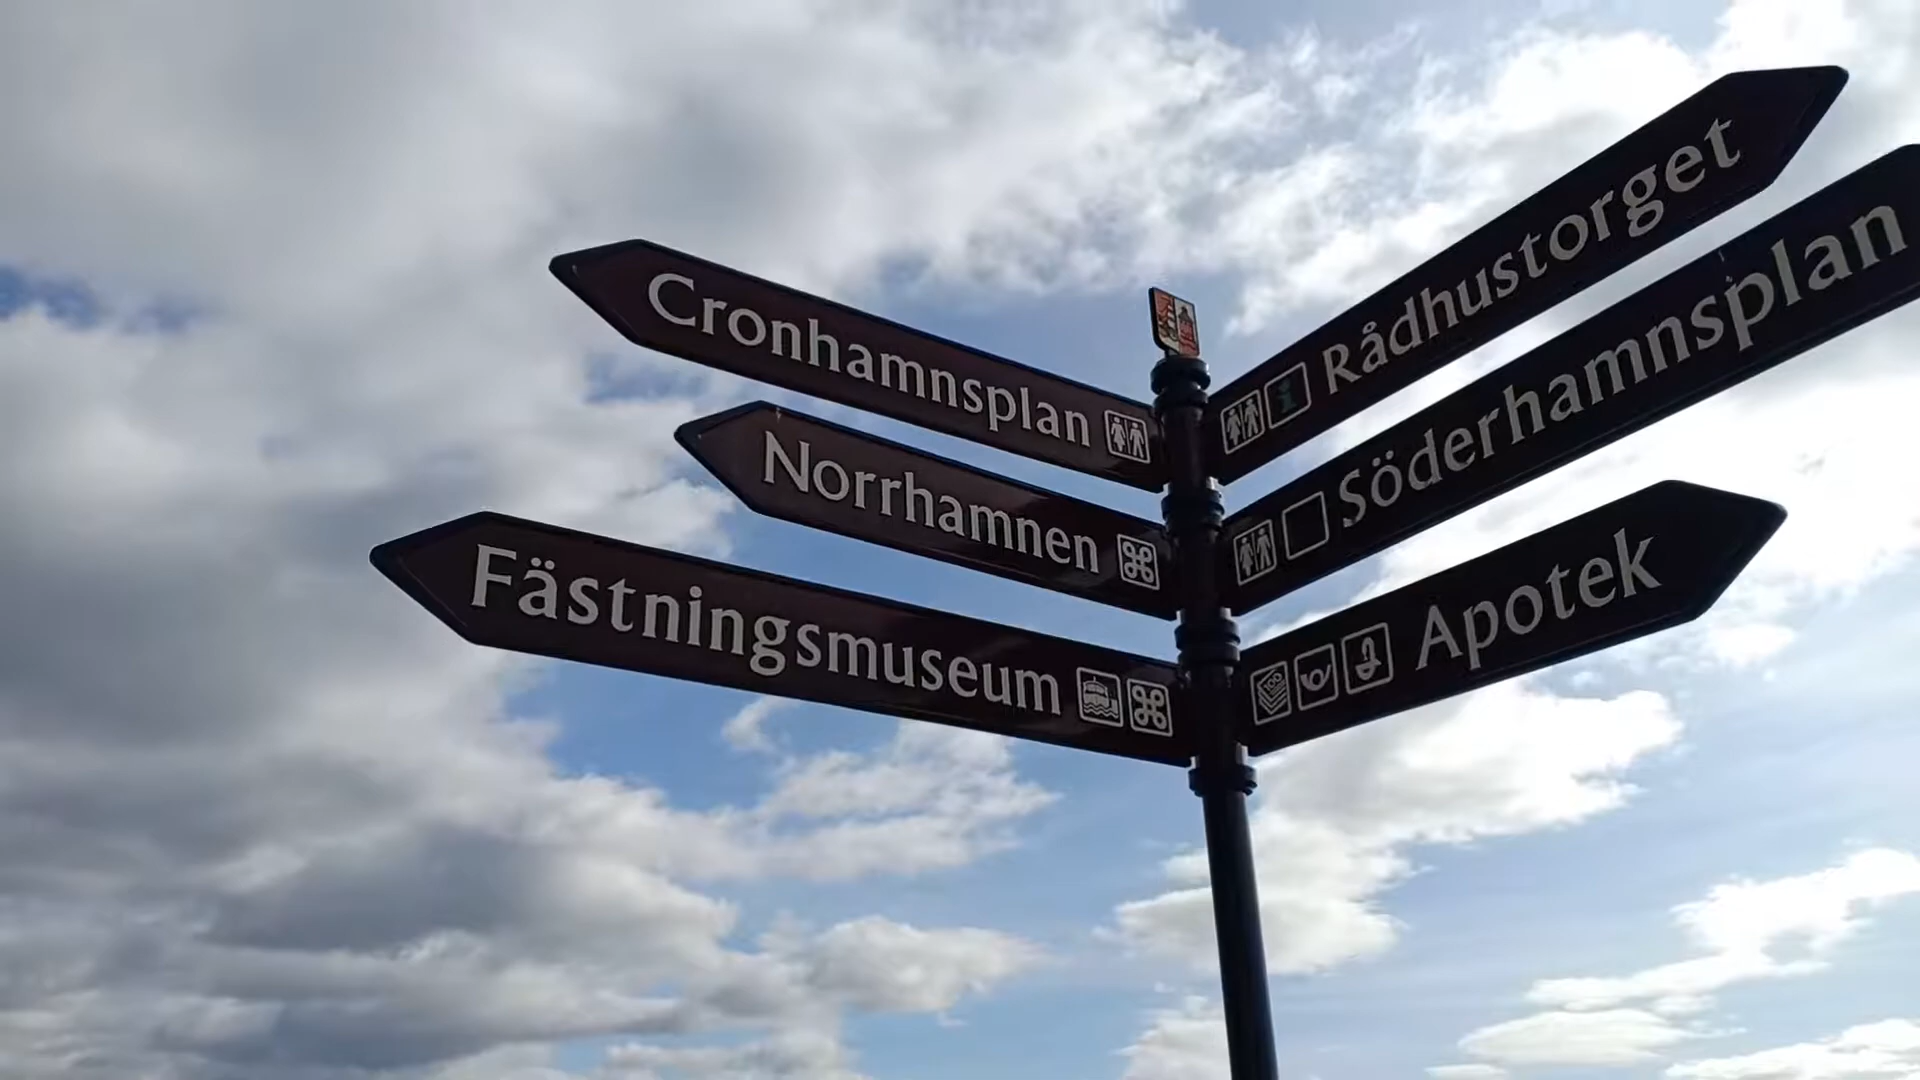 Cronhamnsplan
Norrhamnen
Fästningsmuseum
Rådhustorget
Söderhamnsplan
Apotek